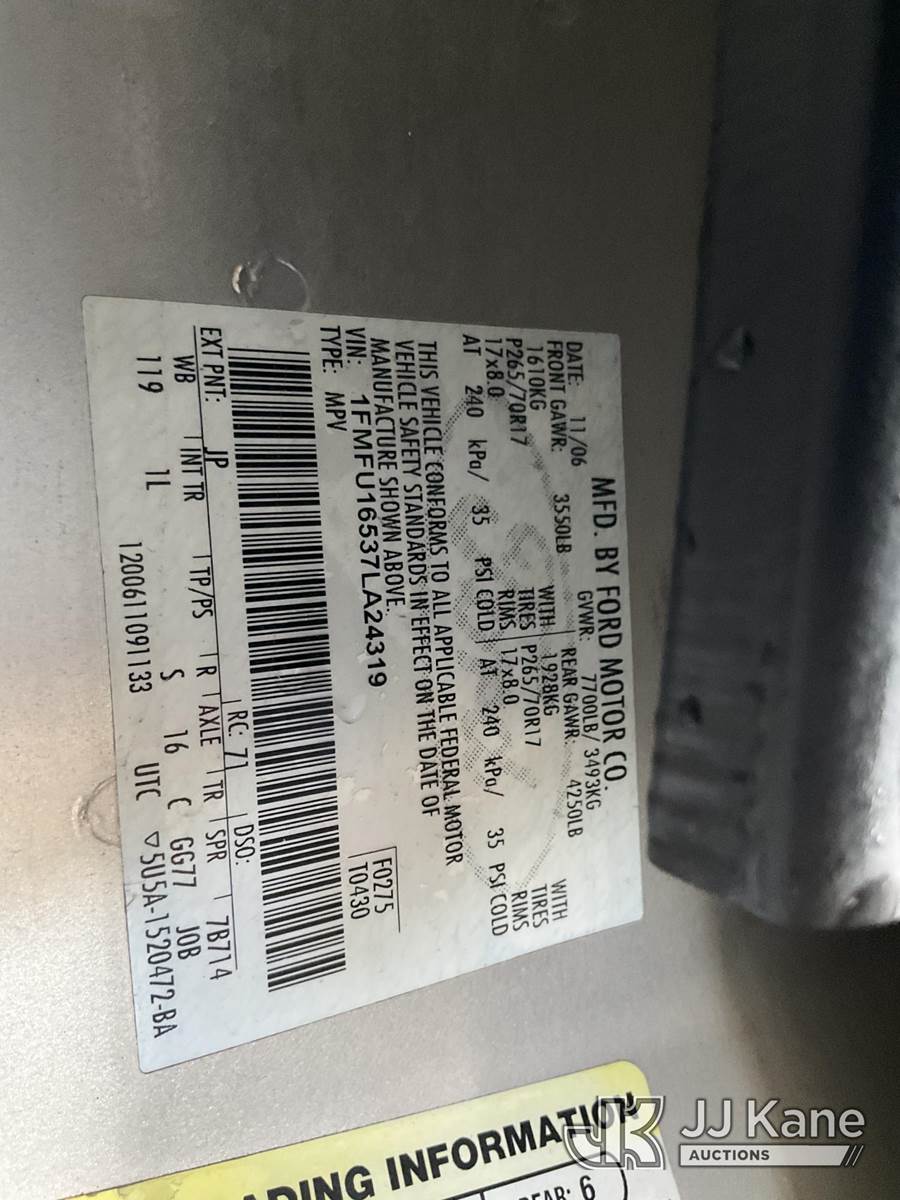 MFD. BY FORD MOTOR CO.
DATE: 11/06 GVWR: 7700LB/ 3493KG
FRONT GAWR: 3550LB REAR GAWR: 4250LB
1610KG WITH 1928KG WITH
P265/70R17 TIRES P265/70R17 TIRES
17x8.0 RIMS 17x8.0 RIMS
AT 240 kPa/ 35 PSI COLD AT 240 kPa/ 35 PSI COLD
THIS VEHICLE CONFORMS TO ALL APPLICABLE FEDERAL MOTOR
VEHICLE SAFETY STANDARDS IN EFFECT ON THE DATE OF
MANUFACTURE SHOWN ABOVE.
VIN: 1FMFU16537LA24319 F0275
TYPE: MPV T0430
EXT PNT: JP RC: 71 DSO:
WB INT TR TP/PS R AXLE TR SPR 7B714
119 1L S 16 C GG77 JOB
1200611091133 UTC ▽5U5A-1520472-BA
ADING INFORMATION
REAR: 6
JK JJ Kane
AUCTIONS